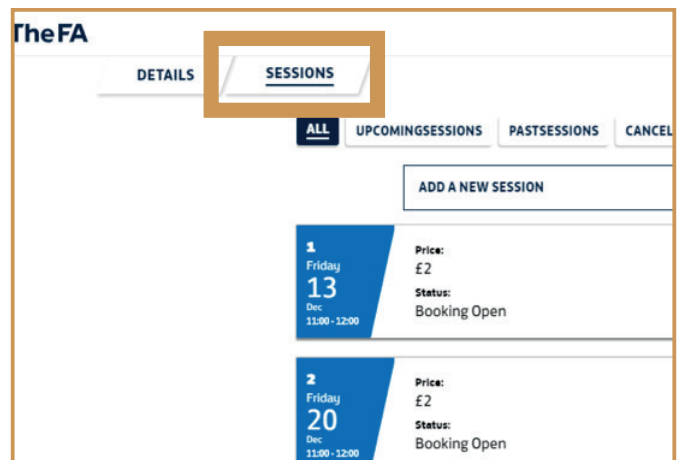 The FA
DETAILS
SESSIONS
ALL
UPCOMINGSESSIONS
PASTSESSIONS
CANCEL
ADD A NEW SESSION
1
Friday
13
Dec
11:00 - 12:00
Price:
£2
Status:
Booking Open
2
Friday
20
Dec
11:00 - 12:00
Price:
£2
Status:
Booking Open